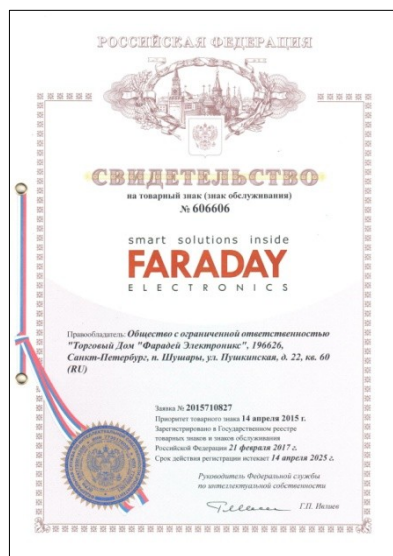 РОССИЙСКАЯ ФЕДЕРАЦИЯ
СВИДЕТЕЛЬСТВО
на товарный знак (знак обслуживания)
№ 606606
smart solutions inside
FARADAY
ELECTRONICS
Правообладатель: Общество с ограниченной ответственностью
"Торговый Дом "Фарадей Электроникс", 196626,
Санкт-Петербург, п. Шушары, ул. Пушкинская, д. 22, кв. 60
(RU)
Заявка № 2015710827
Приоритет товарного знака 14 апреля 2015 г.
Зарегистрировано в Государственном реестре
товарных знаков и знаков обслуживания
Российской Федерации 21 февраля 2017 г.
Срок действия регистрации истекает 14 апреля 2025 г.
Руководитель Федеральной службы
по интеллектуальной собственности
Г.П. Ивлиев